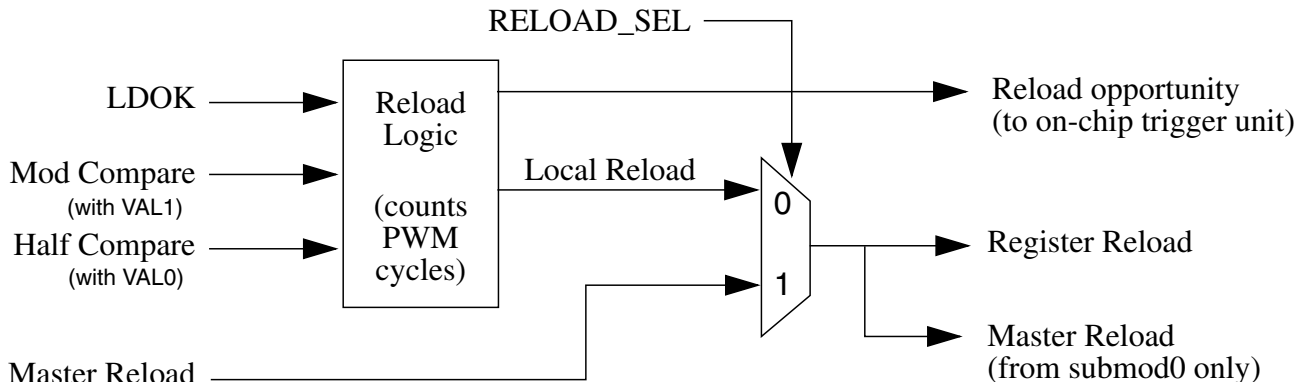 RELOAD_SEL
LDOK
Reload
Logic
(counts
PWM
cycles)
Reload opportunity
(to on-chip trigger unit)
Mod Compare
(with VAL1)
Local Reload
0
Half Compare
(with VAL0)
Register Reload
1
Master Reload
(from submod0 only)
Master Reload